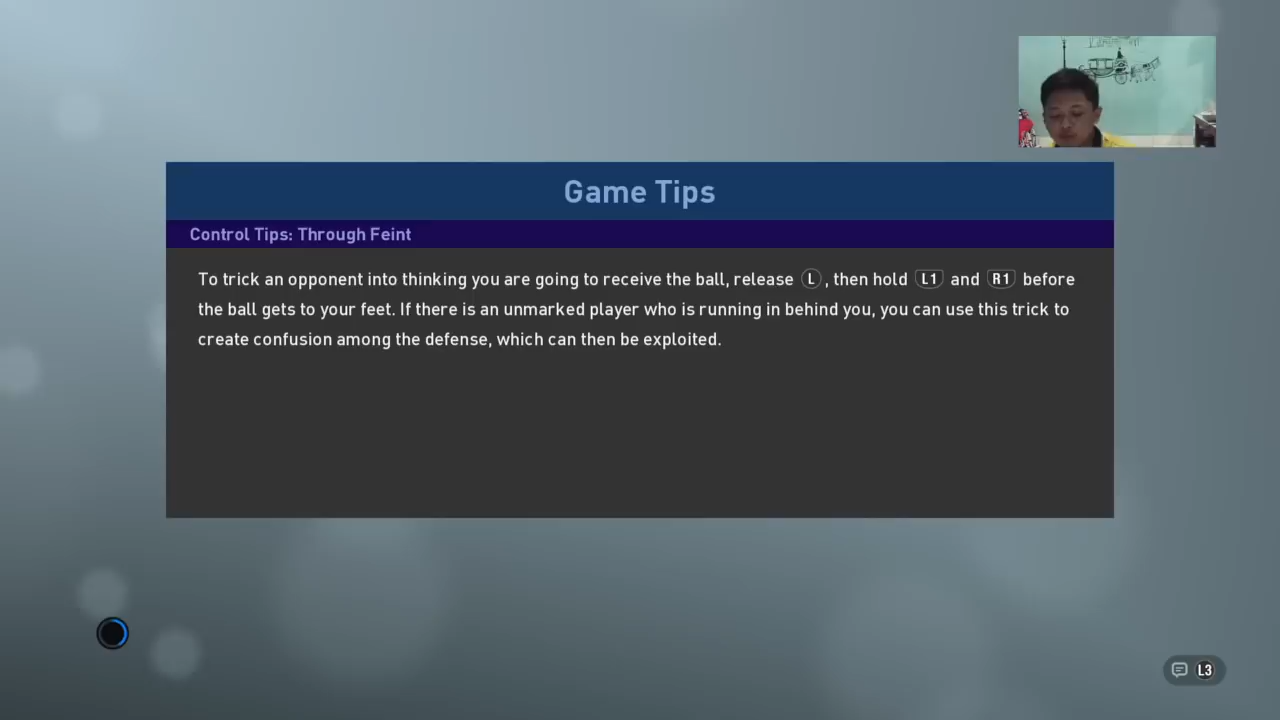 Game Tips
Control Tips: Through Feint
To trick an opponent into thinking you are going to receive the ball, release L, then hold L1 and R1 before
the ball gets to your feet. If there is an unmarked player who is running in behind you, you can use this trick to
create confusion among the defense, which can then be exploited.
L3